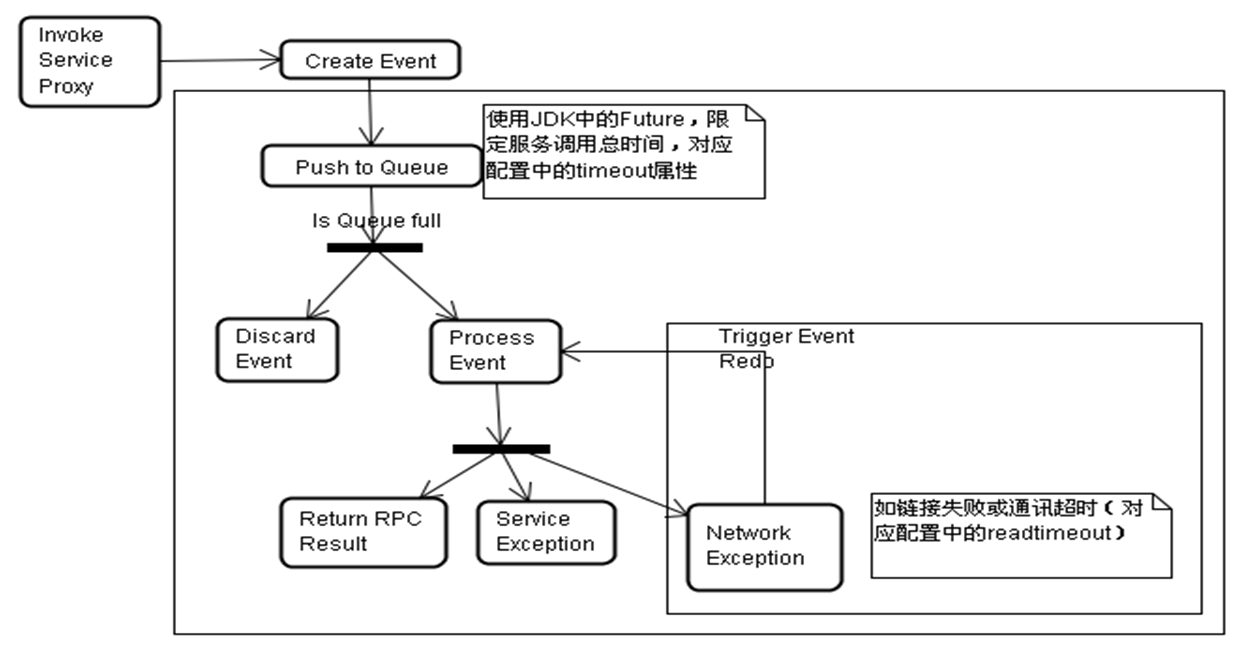 Invoke
Service
Proxy
Create Event
使用JDK中的Future，限
定服务调用总时间，对应
配置中的timeout属性
Push to Queue
Is Queue full
Discard
Event
Process
Event
Trigger Event
Redo
Return RPC
Result
Service
Exception
Network
Exception
如链接失败或通讯超时（对
应配置中的readtimeout）